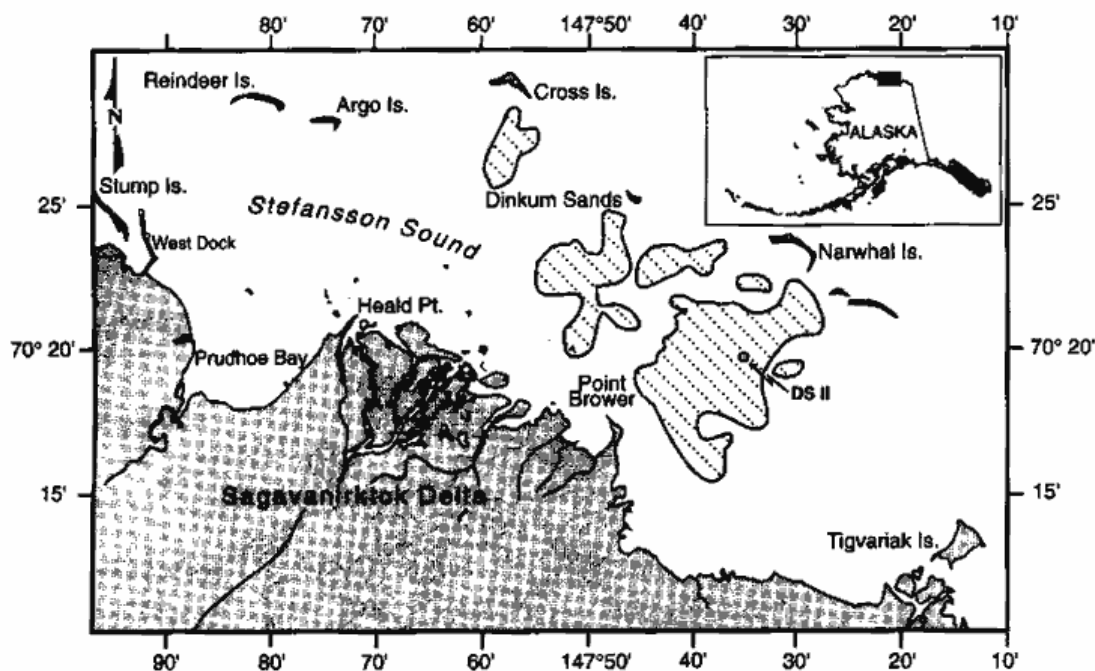 80'
70'
60'
147°50'
40'
30'
20'
10'
Reindeer Is.
Argo Is.
Cross Is.
N
ALASKA
Stump Is.
Dinkum Sands
25'
25'
Stefansson Sound
West Dock
Narwhal Is.
Heald Pt.
70° 20'
70° 20'
Prudhoe Bay
Point
Brower
DS II
Sagavanirktok Delta
15'
15'
Tigvariak Is.
90'
80'
70'
60'
147°50'
40'
30'
20'
10'